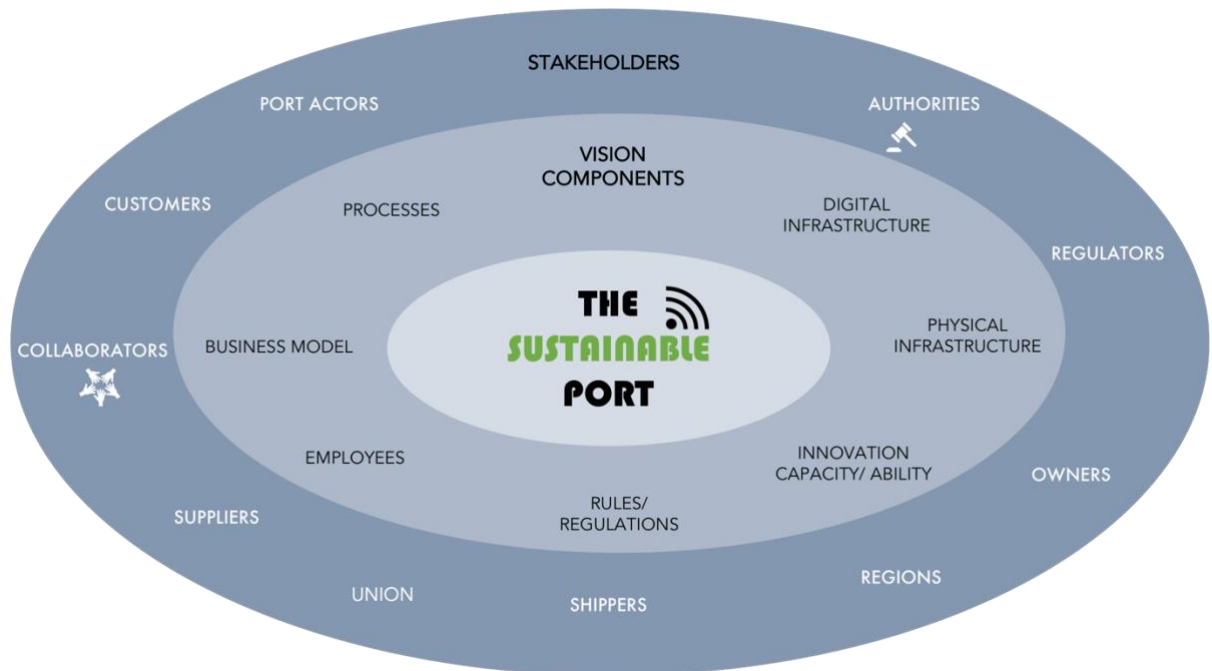 STAKEHOLDERS
PORT ACTORS
AUTHORITIES
VISION
COMPONENTS
CUSTOMERS
PROCESSES
DIGITAL
INFRASTRUCTURE
REGULATORS
THE
SUSTAINABLE
PORT
COLLABORATORS
BUSINESS MODEL
PHYSICAL
INFRASTRUCTURE
EMPLOYEES
INNOVATION
CAPACITY/ ABILITY
OWNERS
SUPPLIERS
RULES/
REGULATIONS
UNION
SHIPPERS
REGIONS